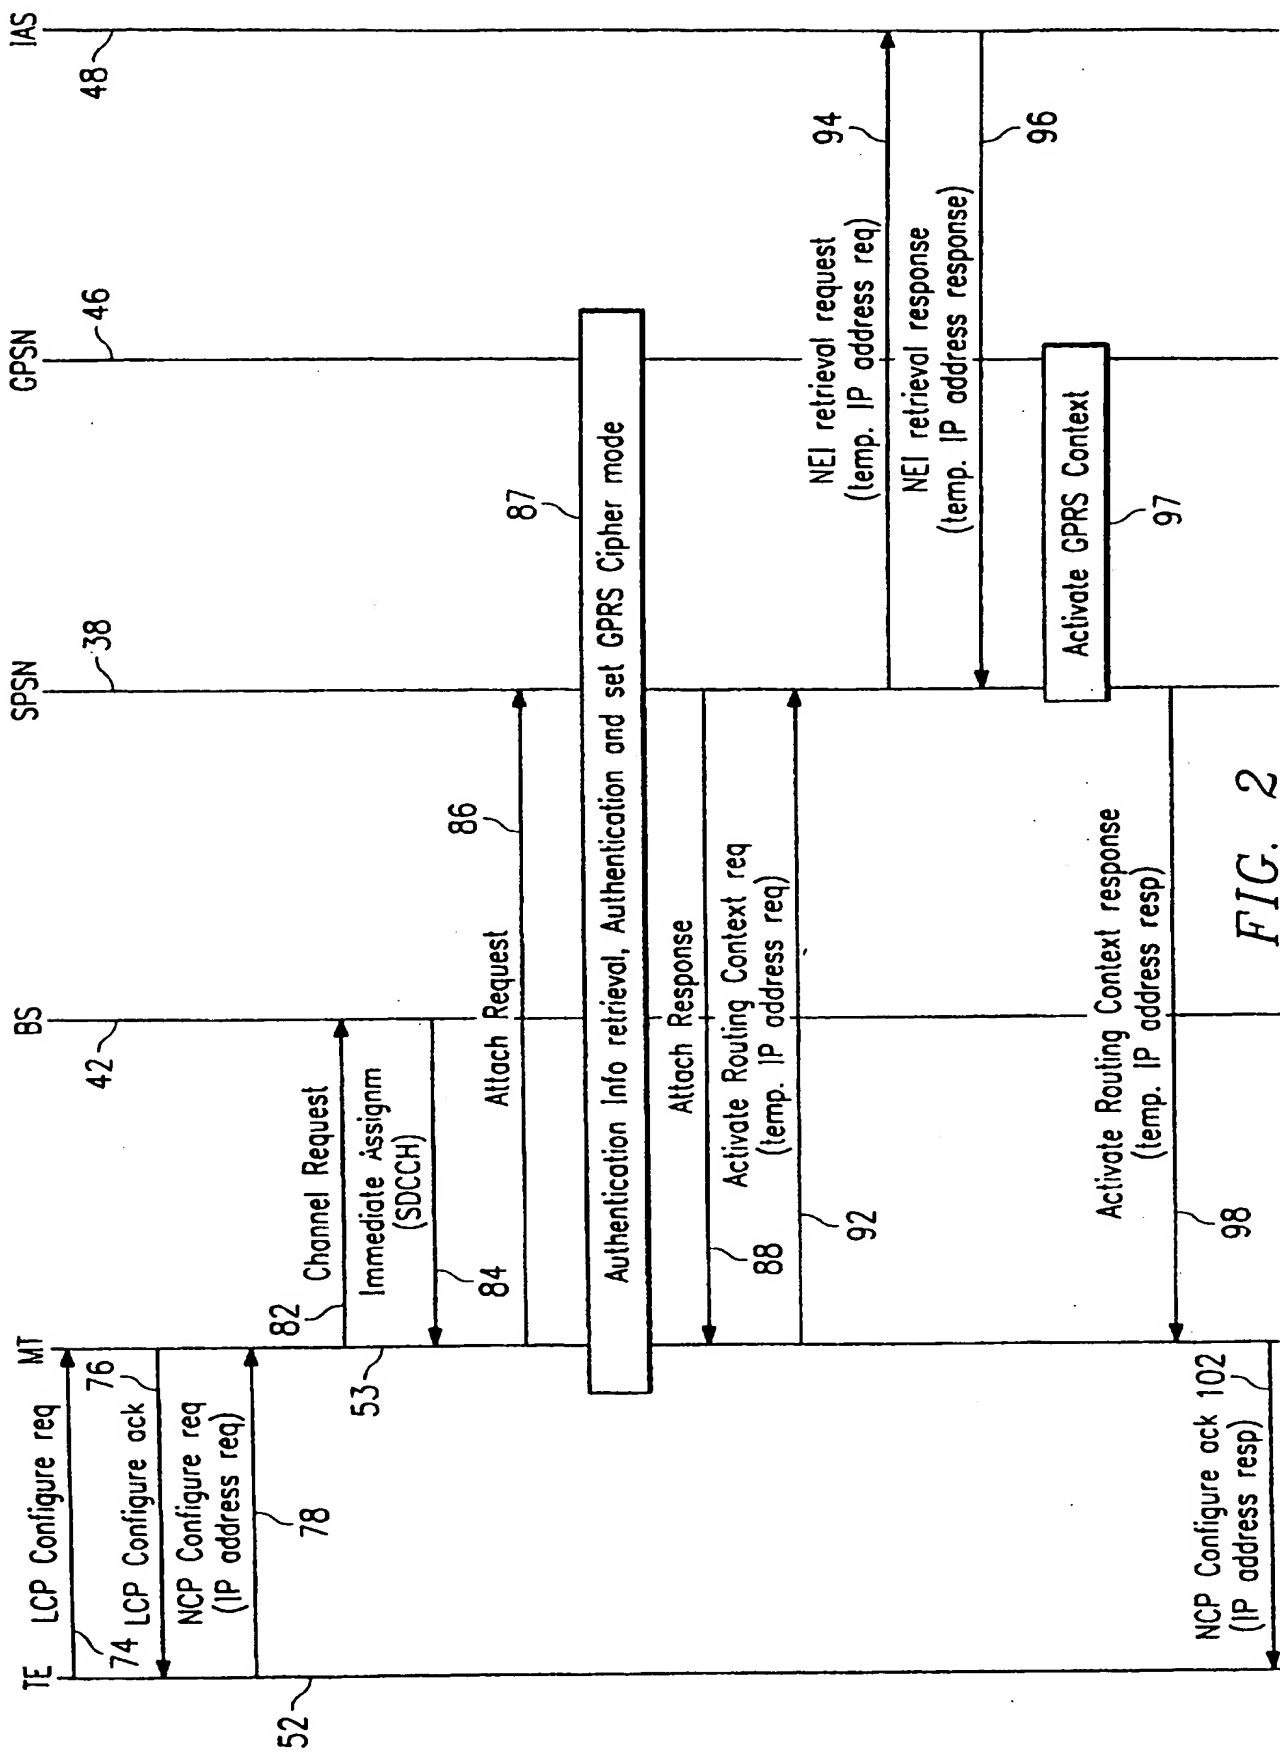 TE
MT
BS
SPSN
GPSN
IAS
52
53
42
38
46
48
LCP Configure req
74
76
LCP Configure ack
NCP Configure req
(IP address req)
78
82
Channel Request
Immediate Assignm
(SDCCH)
84
Attach Request
86
87
Authentication Info retrieval, Authentication and set GPRS Cipher mode
Attach Response
88
Activate Routing Context req
(temp. IP address req)
92
NEI retrieval request
(temp. IP address req)
94
NEI retrieval response
(temp. IP address response)
96
Activate GPRS Context
97
Activate Routing Context response
(temp. IP address resp)
98
NCP Configure ack 102
(IP address resp)
FIG. 2